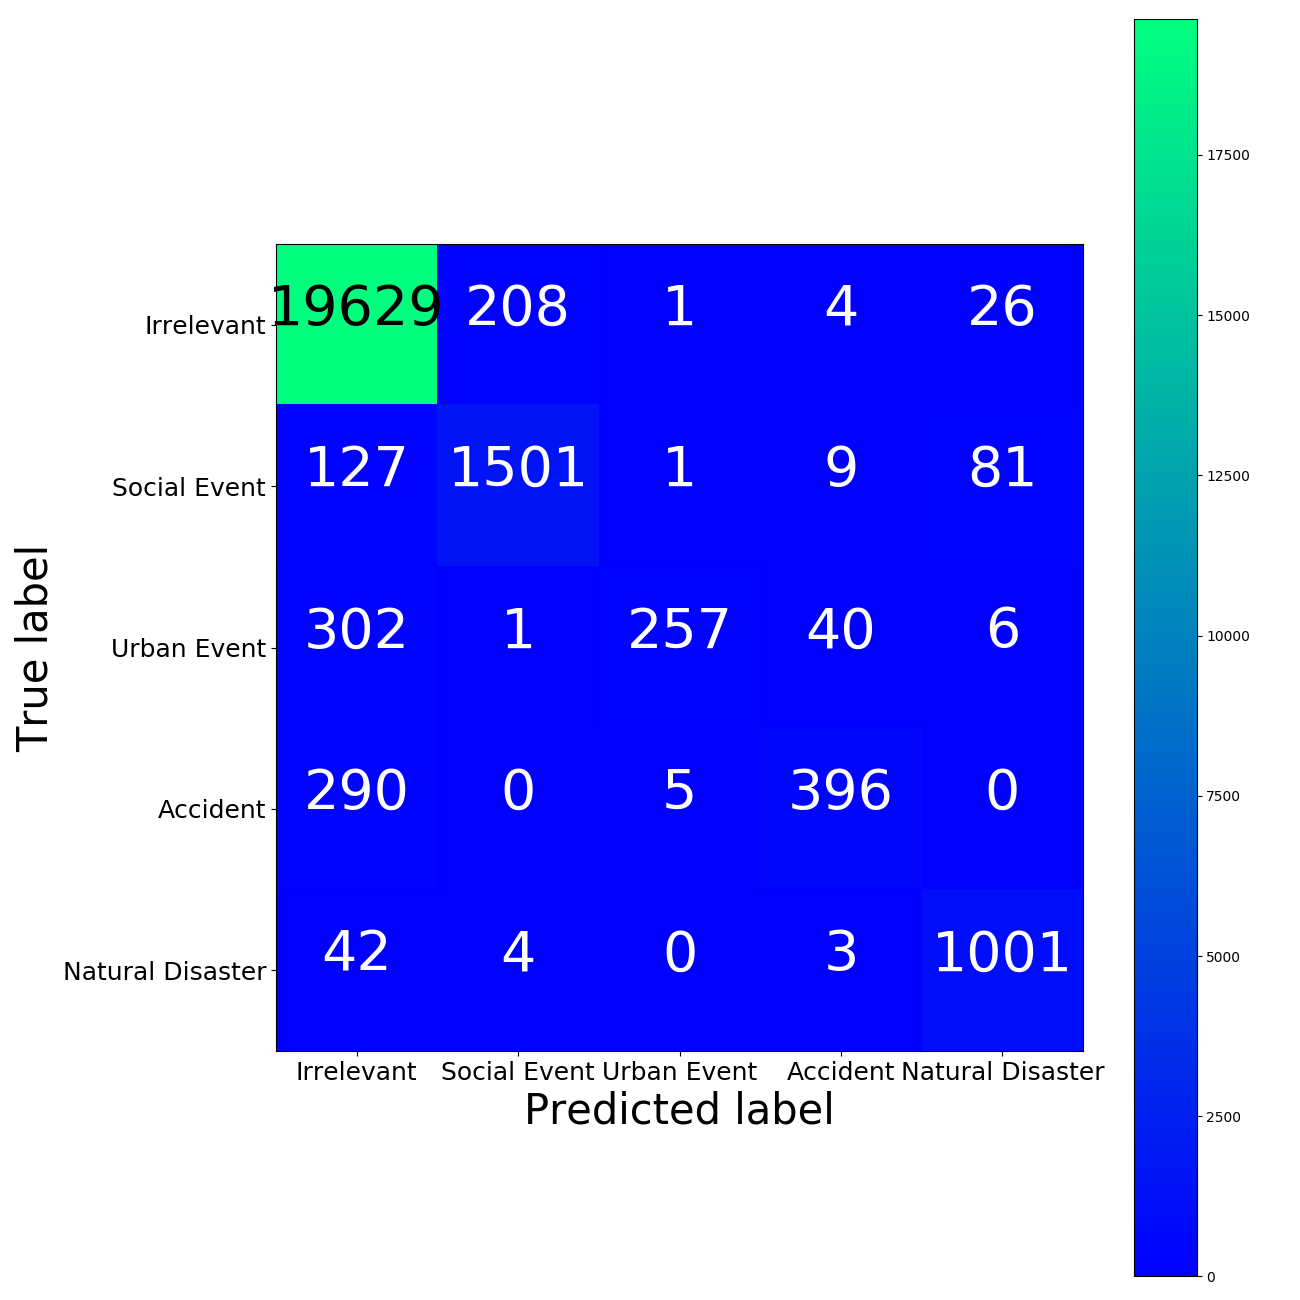 17500
15000
12500
10000
7500
5000
2500
0
True label
Irrelevant 19629 208 1 4 26
Social Event 127 1501 1 9 81
Urban Event 302 1 257 40 6
Accident 290 0 5 396 0
Natural Disaster 42 4 0 3 1001
Irrelevant Social Event Urban Event Accident Natural Disaster
Predicted label